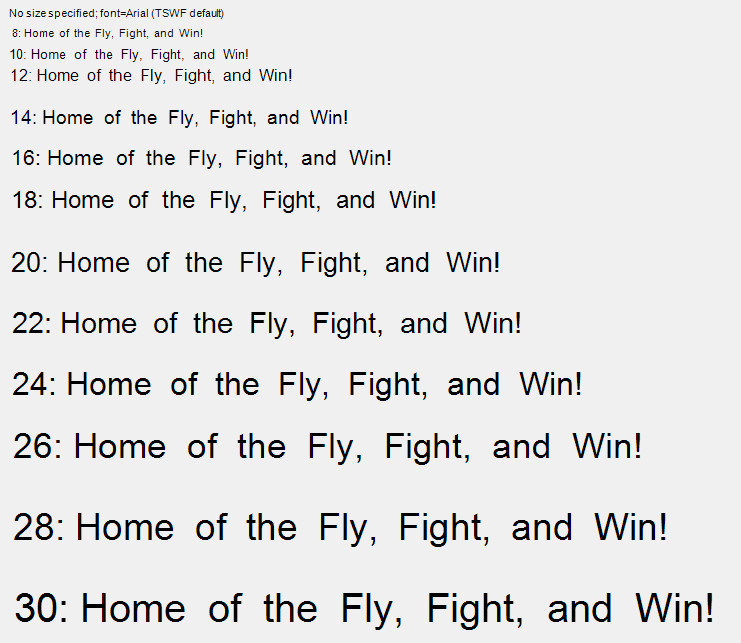 No size specified; font=Arial (TSWF default)
8: Home of the Fly, Fight, and Win!
10: Home of the Fly, Fight, and Win!
12: Home of the Fly, Fight, and Win!
14: Home of the Fly, Fight, and Win!
16: Home of the Fly, Fight, and Win!
18: Home of the Fly, Fight, and Win!
20: Home of the Fly, Fight, and Win!
22: Home of the Fly, Fight, and Win!
24: Home of the Fly, Fight, and Win!
26: Home of the Fly, Fight, and Win!
28: Home of the Fly, Fight, and Win!
30: Home of the Fly, Fight, and Win!